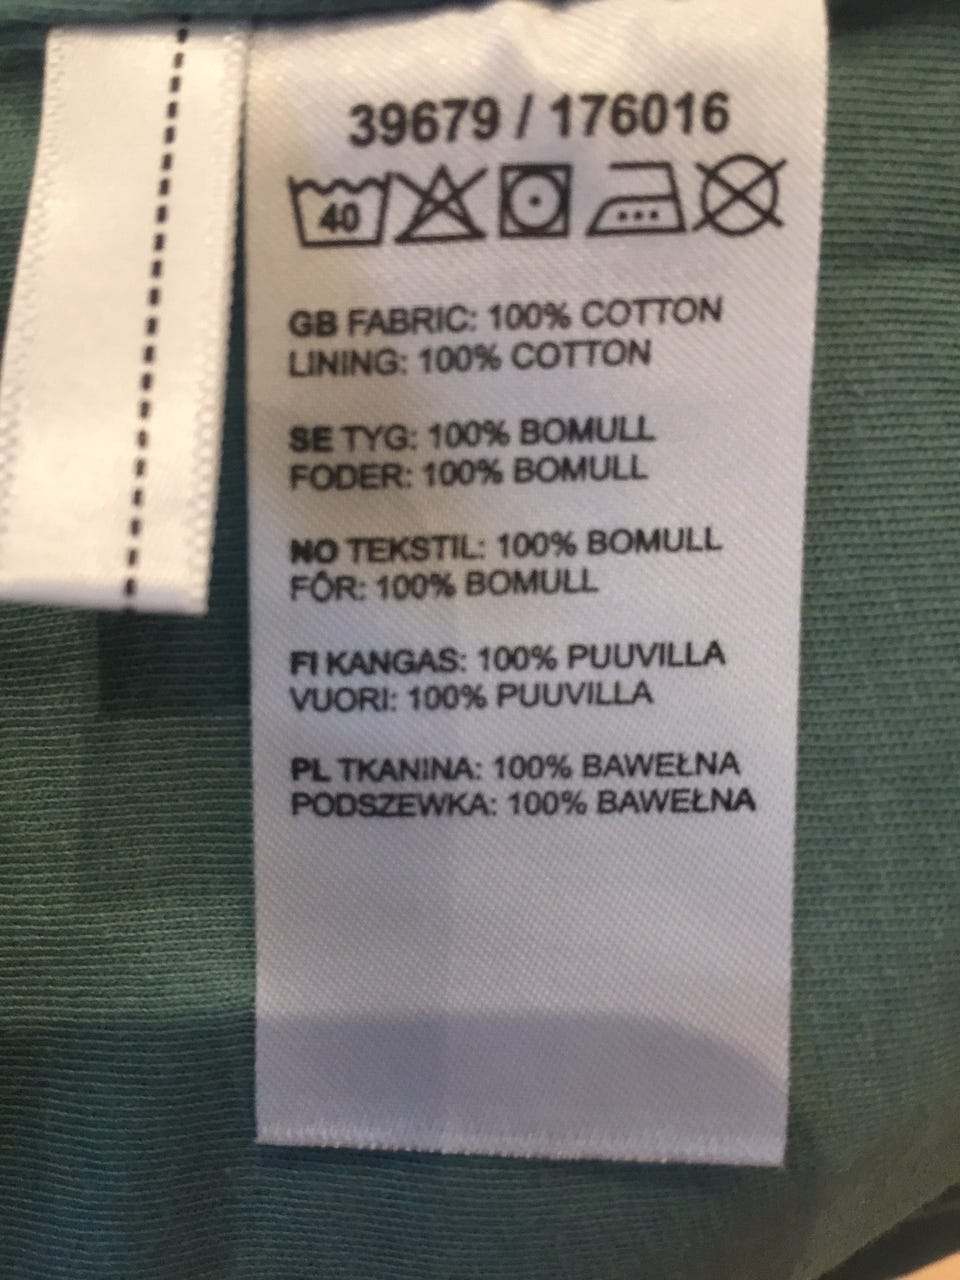 39679 / 176016
40
GB FABRIC: 100% COTTON
LINING: 100% COTTON
SE TYG: 100% BOMULL
FODER: 100% BOMULL
NO TEKSTIL: 100% BOMULL
FÔR: 100% BOMULL
FI KANGAS: 100% PUUVILLA
VUORI: 100% PUUVILLA
PL TKANINA: 100% BAWEŁNA
PODSZEWKA: 100% BAWEŁNA